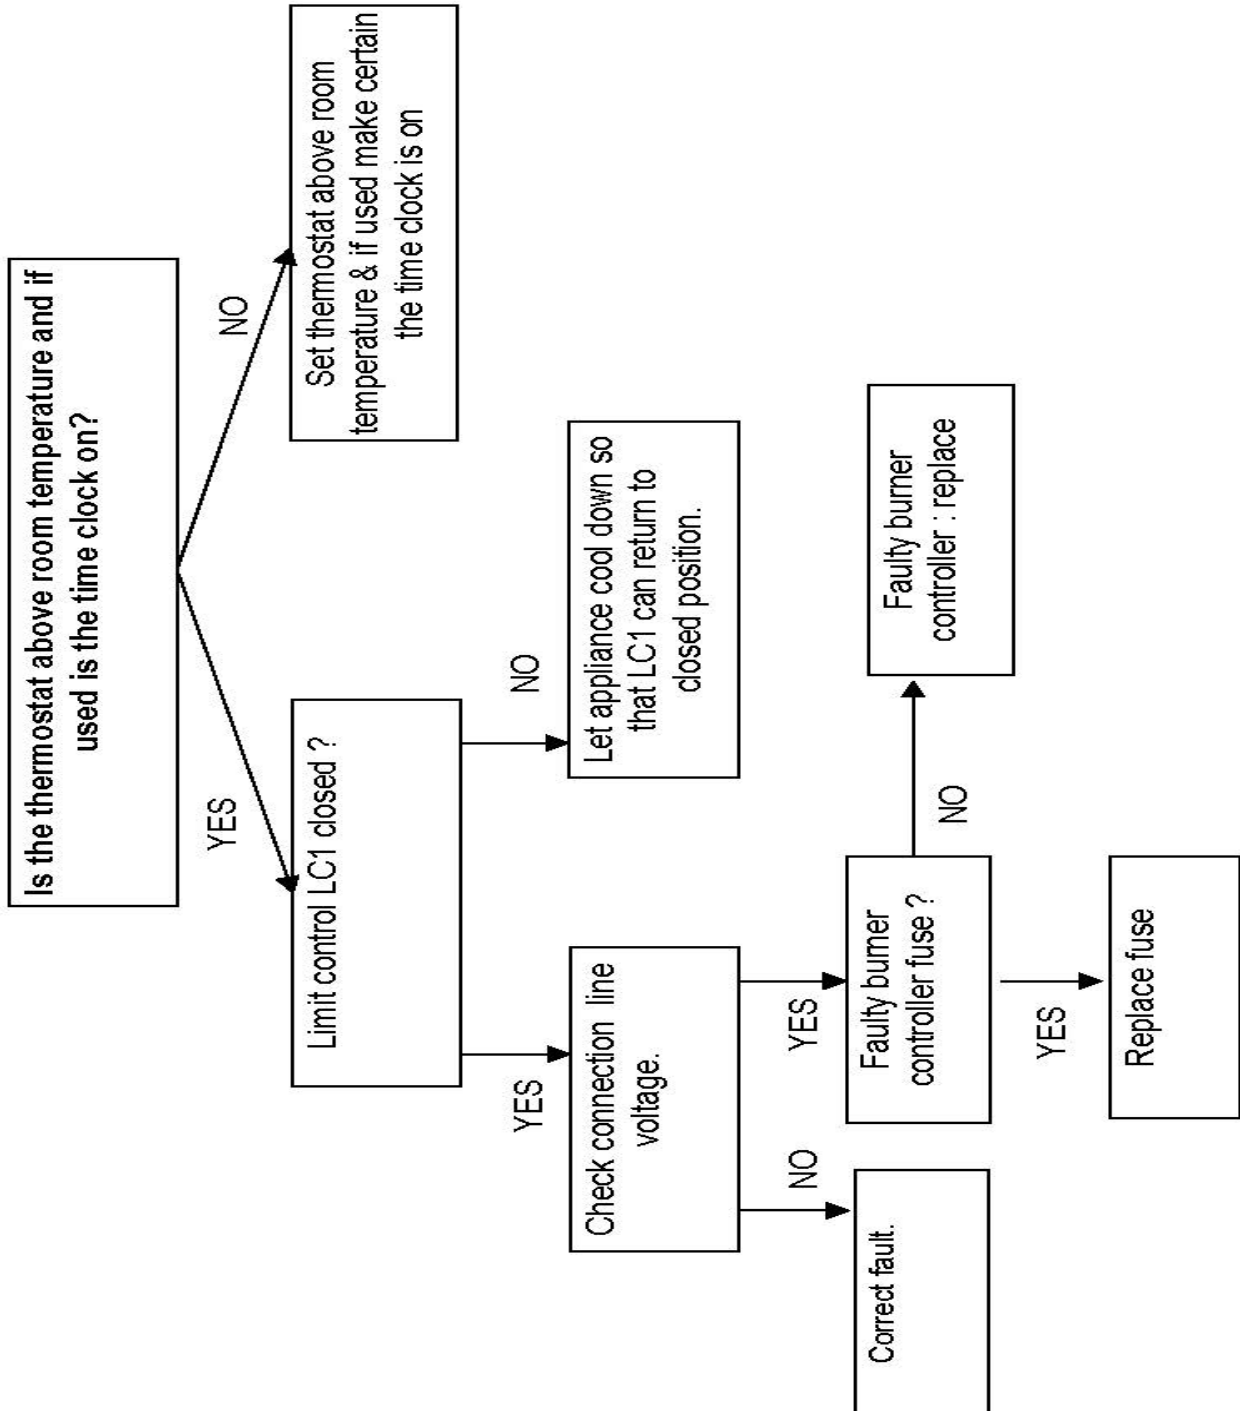 Is the thermostat above room temperature and if
used is the time clock on?
YES
NO
Limit control LC1 closed ?
Set thermostat above room
temperature & if used make certain
the time clock is on
YES
NO
Check connection line
voltage.
Let appliance cool down so
that LC1 can return to
closed position.
NO
YES
Correct fault.
Faulty burner
controller fuse ?
NO
Faulty burner
controller : replace
YES
Replace fuse